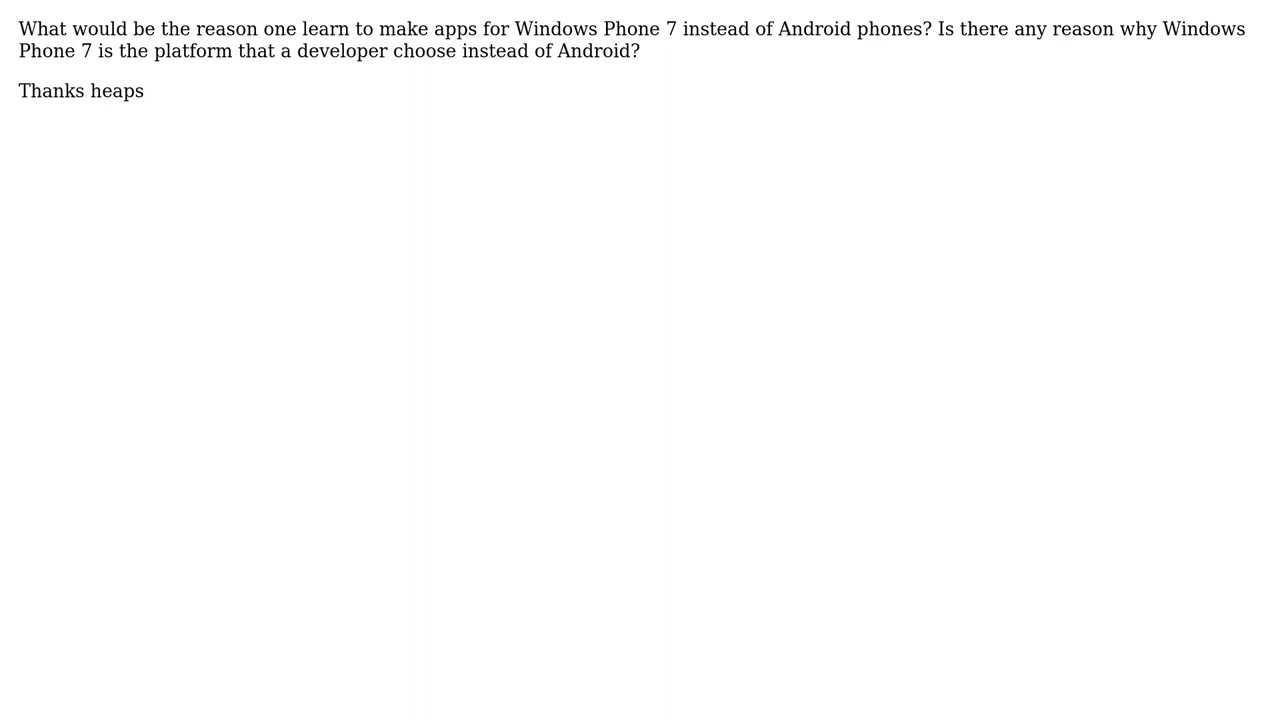 What would be the reason one learn to make apps for Windows Phone 7 instead of Android phones? Is there any reason why Windows
Phone 7 is the platform that a developer choose instead of Android?
Thanks heaps